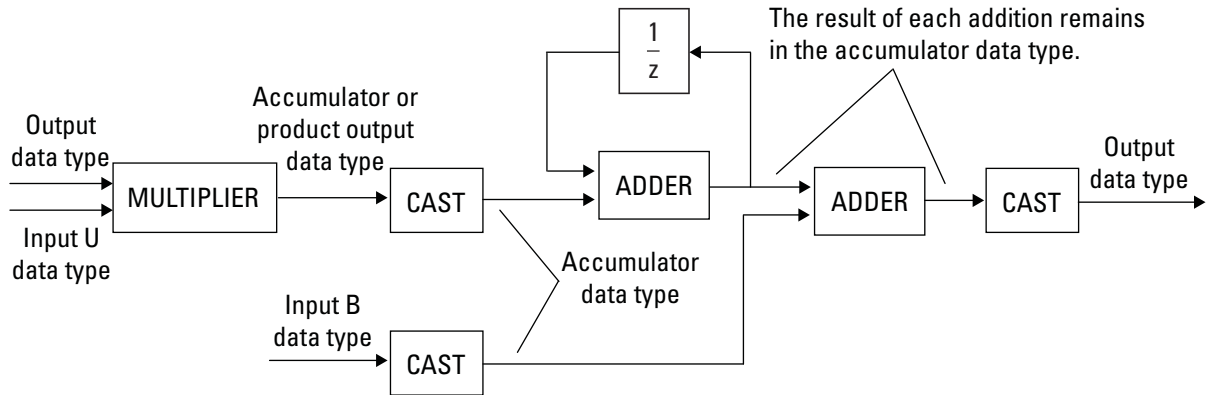 The result of each addition remains
in the accumulator data type.
1
z
Accumulator or
product output
data type
Output
data type
MULTIPLIER
Input U
data type
CAST
ADDER
ADDER
CAST
Output
data type
Accumulator
data type
Input B
data type
CAST